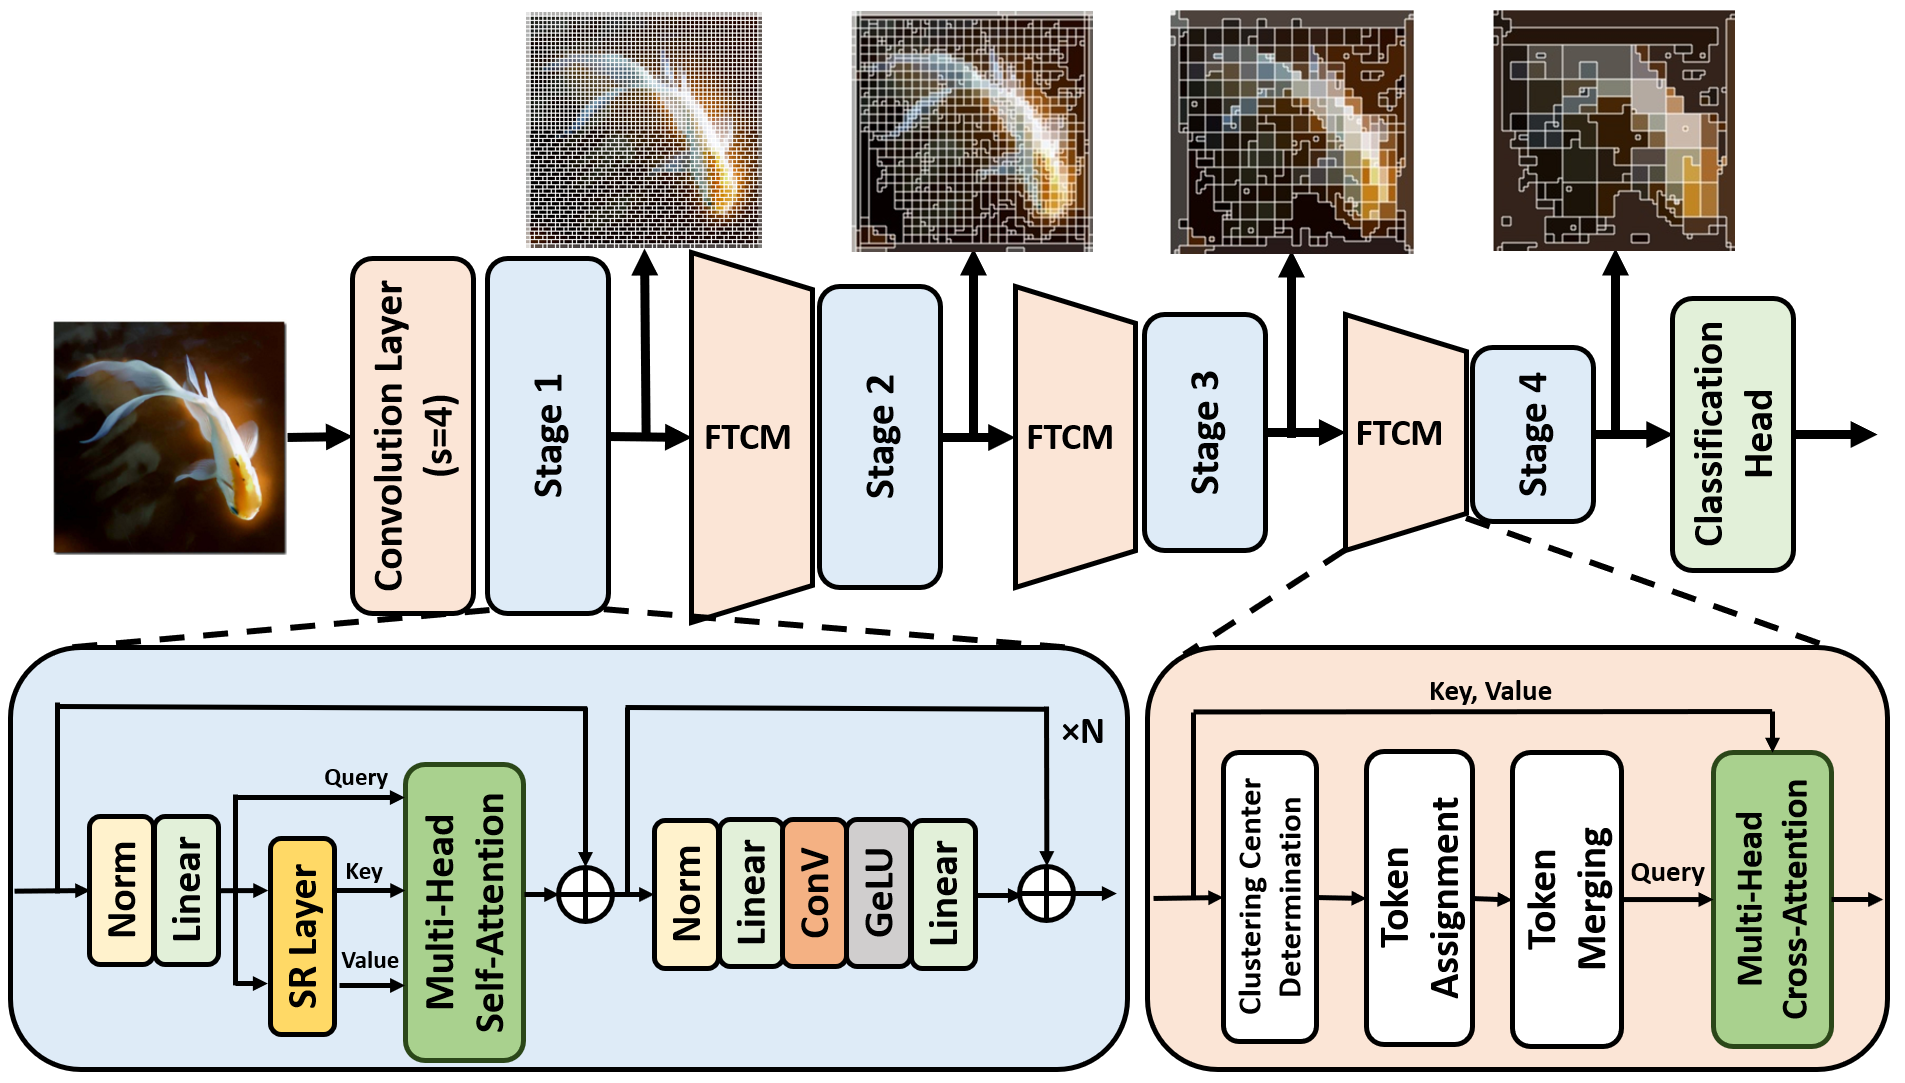 Convolution Layer
(s=4)
Stage 1
FTCM
Stage 2
FTCM
Stage 3
FTCM
Stage 4
Classification
Head
×N
Norm
Linear
Query
SR Layer
Key
Value
Multi-Head
Self-Attention
Norm
Linear
ConV
GeLU
Linear
Key, Value
Clustering Center
Determination
Token
Assignment
Token
Merging
Query
Multi-Head
Cross-Attention